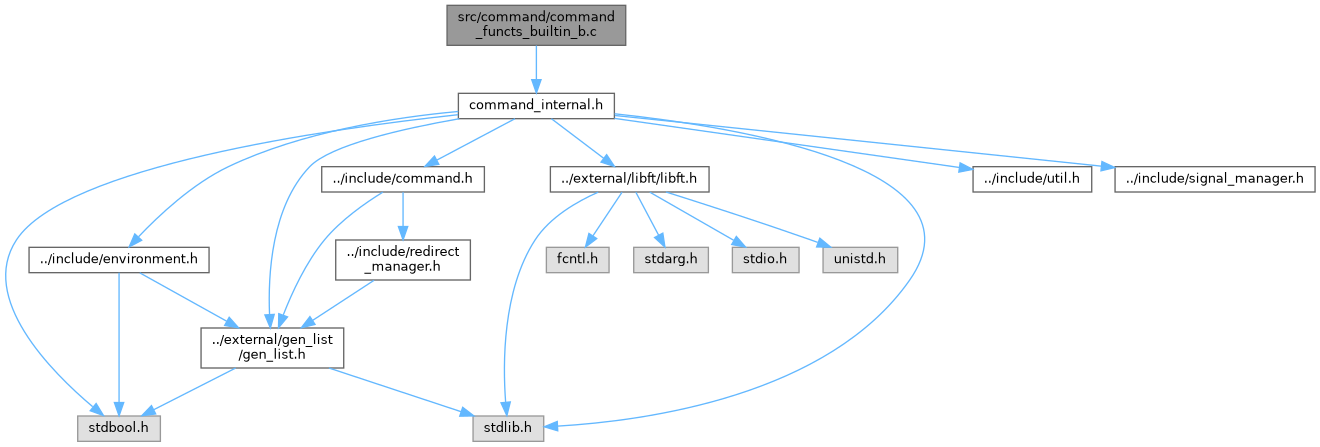 src/command/command
_functs_builtin_b.c
command_internal.h
../include/command.h
../external/libft/libft.h
../include/util.h
../include/signal_manager.h
../include/environment.h
../include/redirect
_manager.h
fcntl.h
stdarg.h
stdio.h
unistd.h
../external/gen_list
/gen_list.h
stdbool.h
stdlib.h